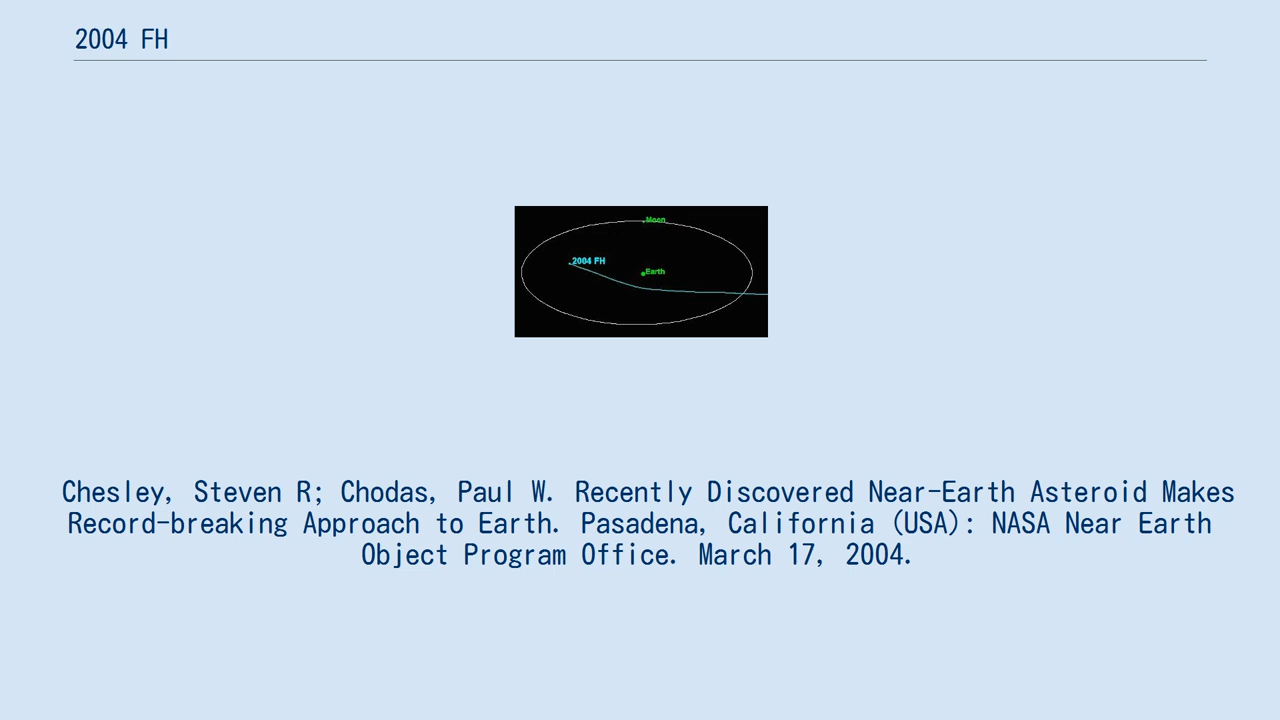 2004 FH
Moon
2004 FH
Earth
Chesley, Steven R; Chodas, Paul W. Recently Discovered Near-Earth Asteroid Makes
Record-breaking Approach to Earth. Pasadena, California (USA): NASA Near Earth
Object Program Office. March 17, 2004.